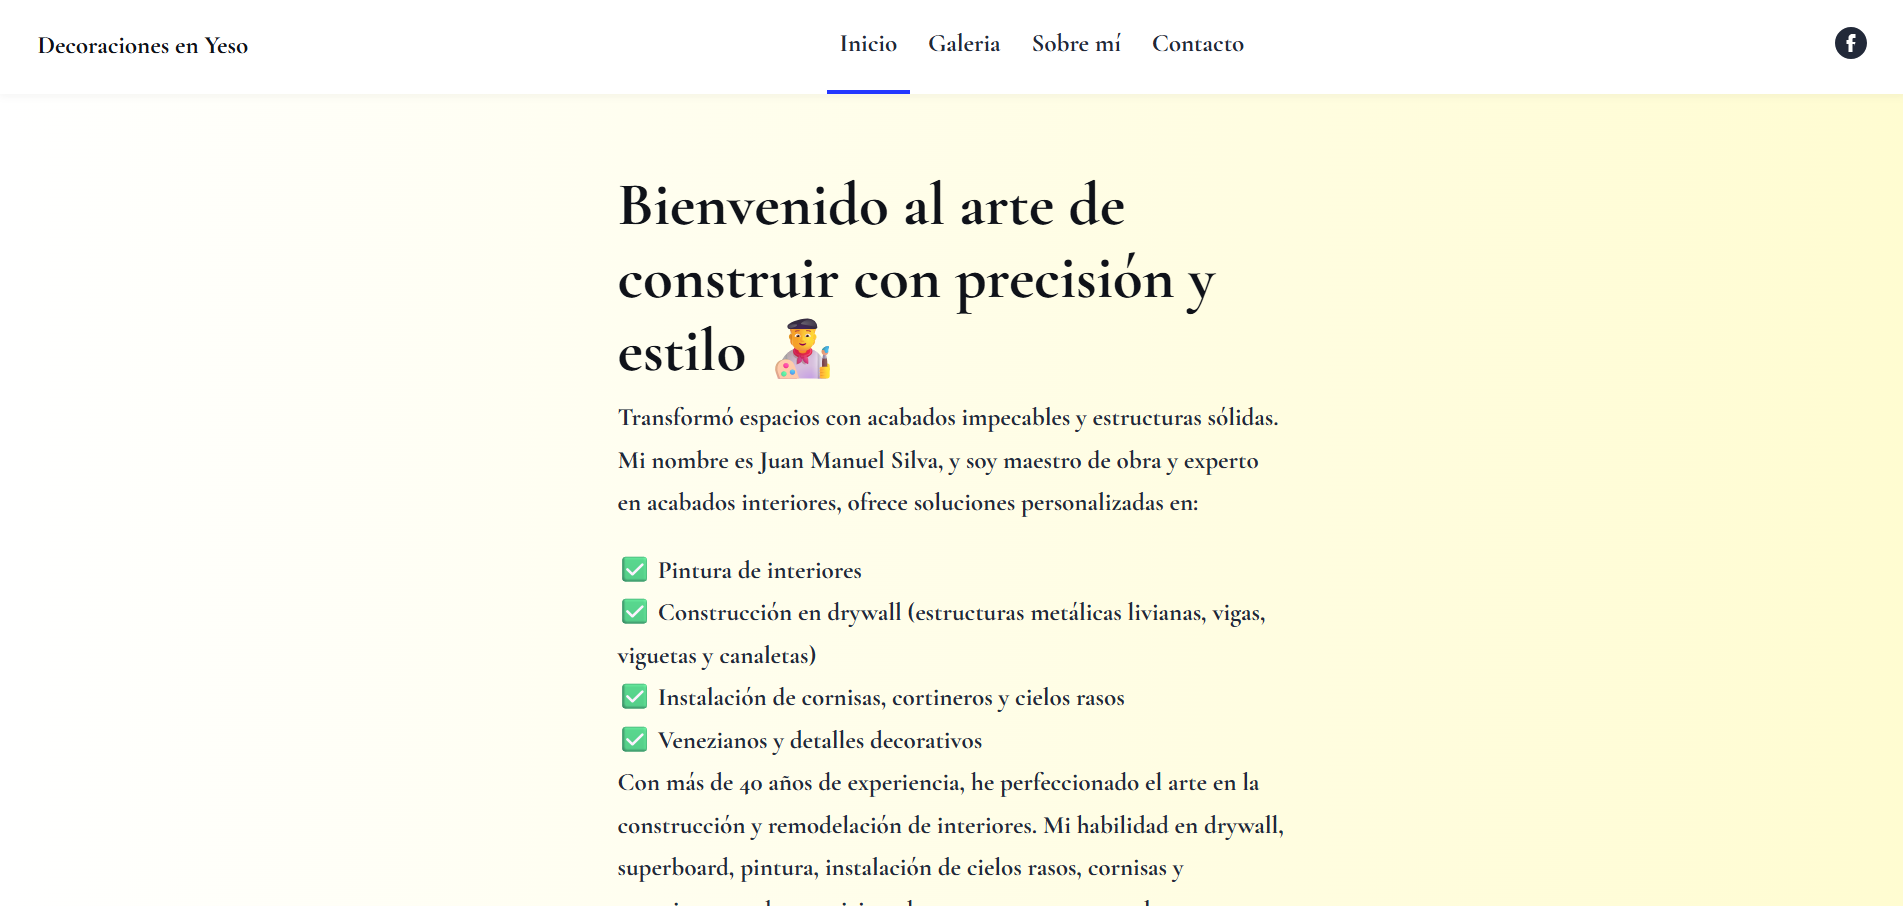 Decoraciones en Yeso
Inicio Galeria Sobre mí Contacto
Bienvenido al arte de
construir con precisión y
estilo
Transformó espacios con acabados impecables y estructuras sólidas.
Mi nombre es Juan Manuel Silva, y soy maestro de obra y experto
en acabados interiores, ofrece soluciones personalizadas en:
✅ Pintura de interiores
✅ Construcción en drywall (estructuras metálicas livianas, vigas,
viguetas y canaletas)
✅ Instalación de cornisas, cortineros y cielos rasos
✅ Venezianos y detalles decorativos
Con más de 40 años de experiencia, he perfeccionado el arte en la
construcción y remodelación de interiores. Mi habilidad en drywall,
superboard, pintura, instalación de cielos rasos, cornisas y